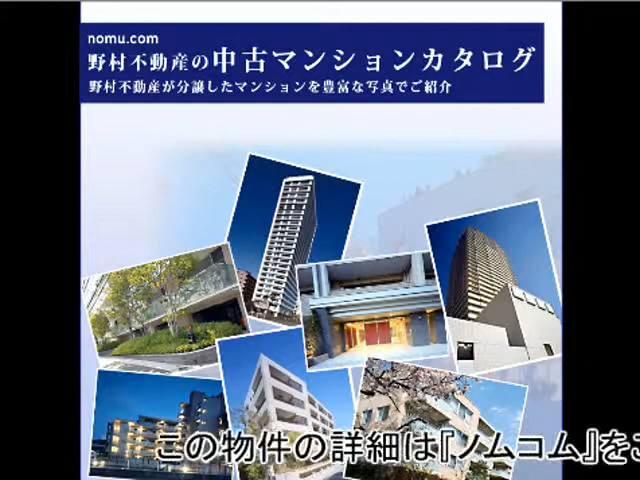 nomu.com
野村不動産の中古マンションカタログ
野村不動産が分譲したマンションを豊富な写真でご紹介
この物件の詳細は『ノムコム』を